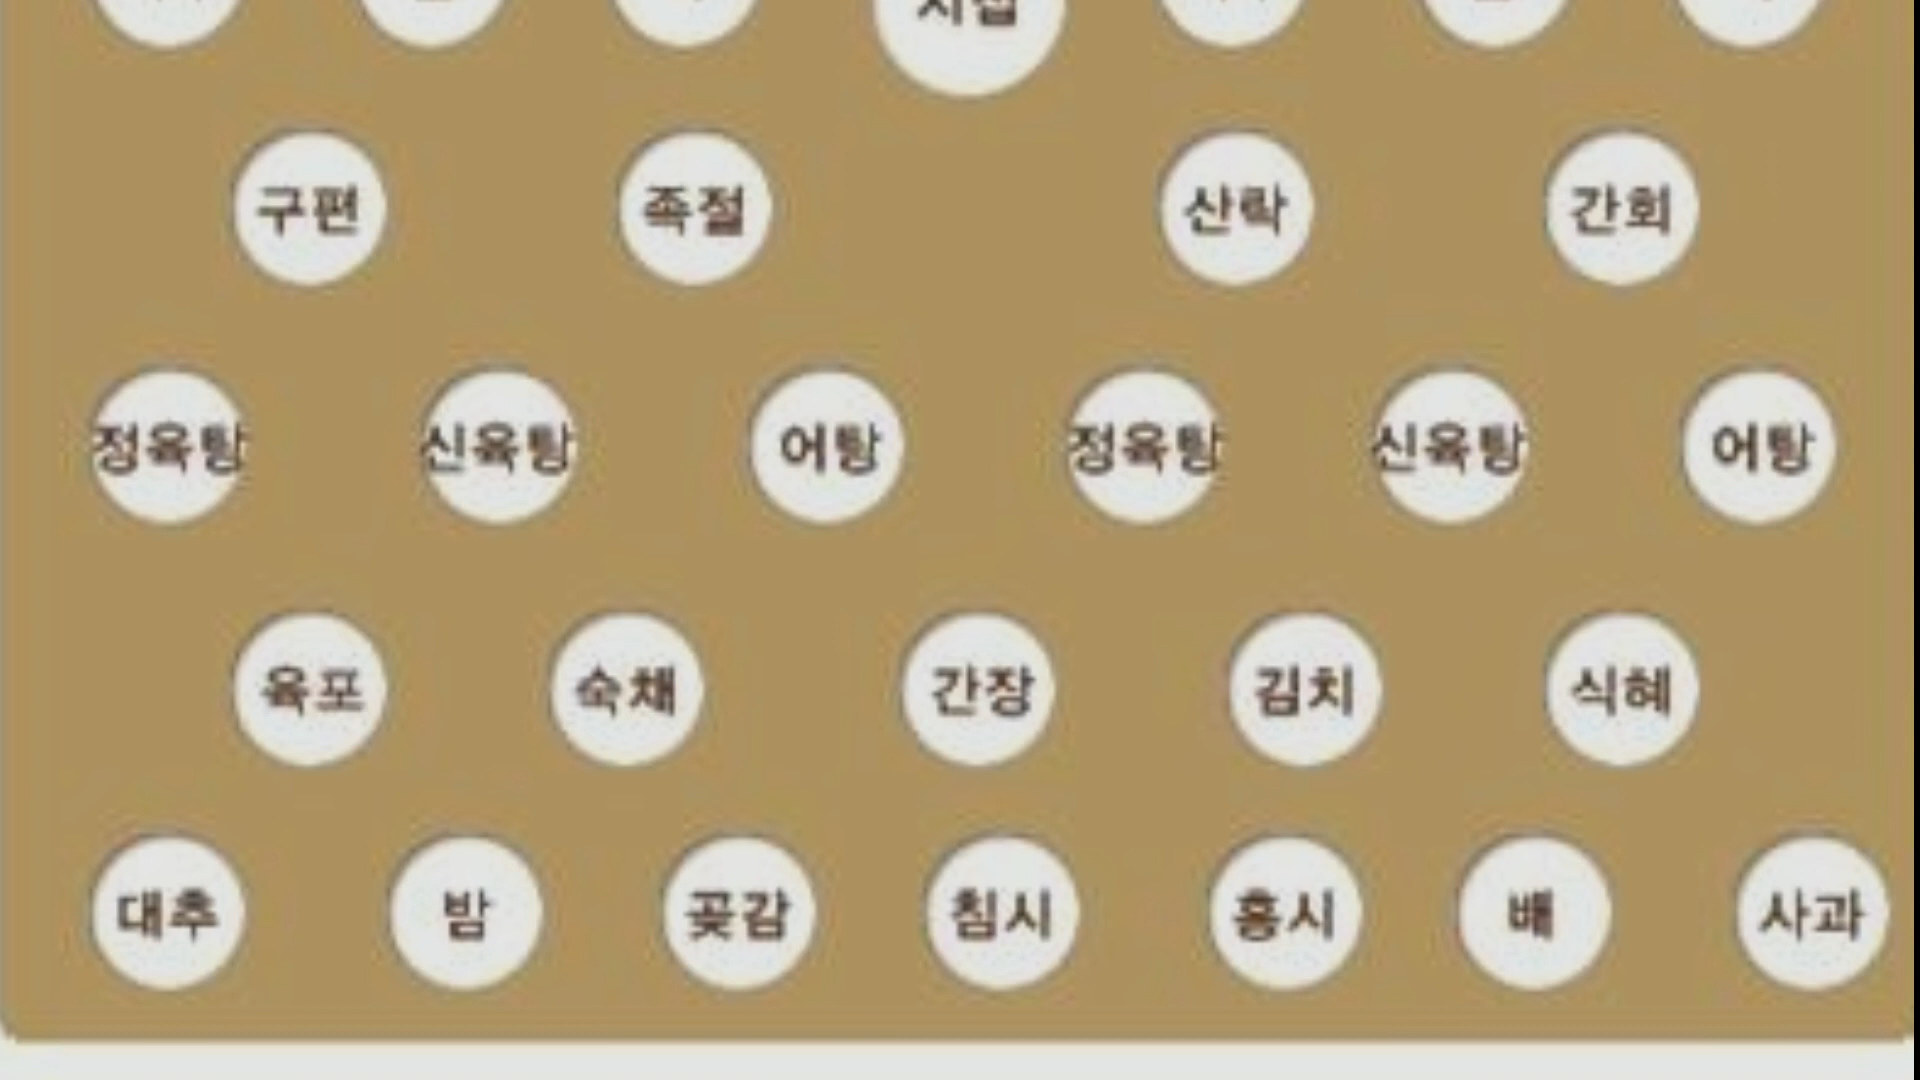 구편 족절 산락 간회
정육탕 신육탕 어탕 정육탕 신육탕 어탕
육포 숙채 간장 김치 식혜
대추 밤 곶감 침시 홍시 배 사과